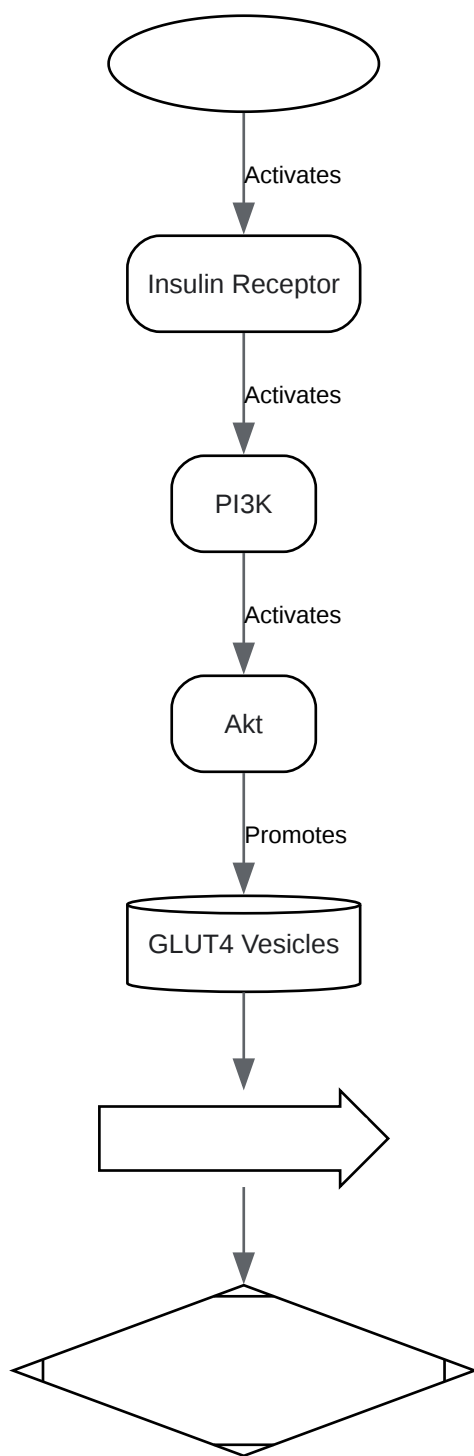 Activates
Insulin Receptor
Activates
PI3K
Activates
Akt
Promotes
GLUT4 Vesicles